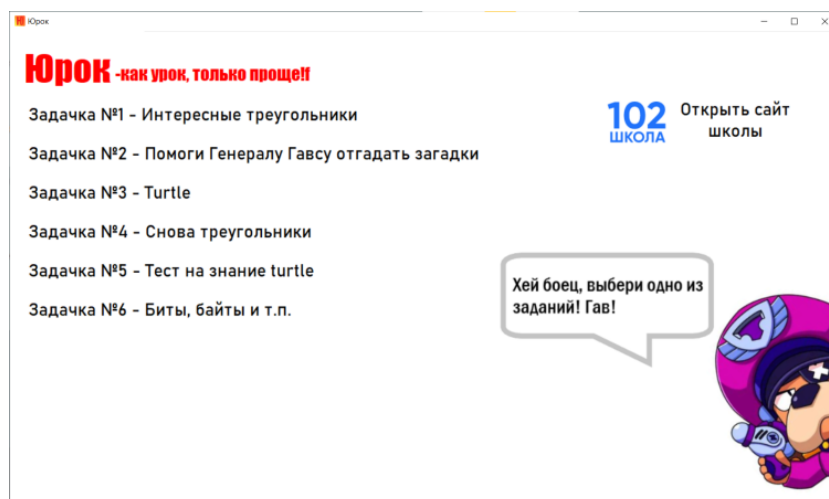 Юрок
Юрок -как урок, только проще!f
Задачка №1 - Интересные треугольники
102
ШКОЛА
Открыть сайт
школы
Задачка №2 - Помоги Генералу Гавсу отгадать загадки
Задачка №3 - Turtle
Задачка №4 - Снова треугольники
Задачка №5 - Тест на знание turtle
Задачка №6 - Биты, байты и т.п.
Хей боец, выбери одно из
заданий! Гав!